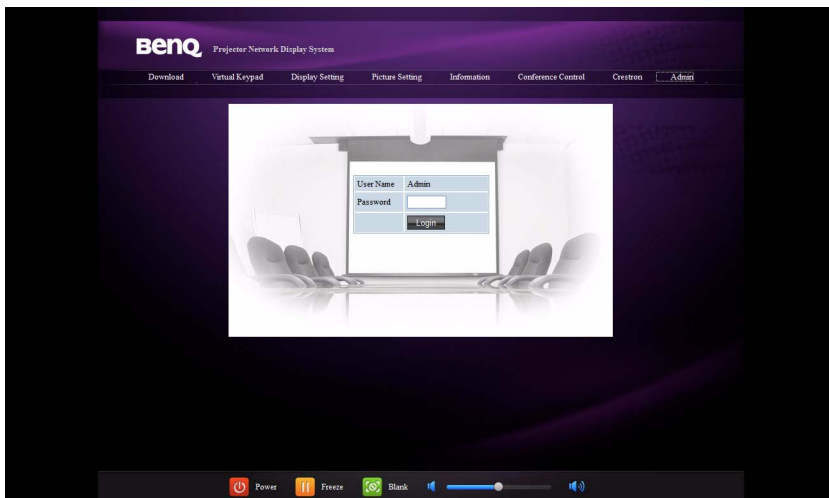 BenQ Projector Network Display System
Download Virtual Keypad Display Setting Picture Setting Information Conference Control Crestron Admin
User Name Admin
Password
Login
Power Freeze Blank